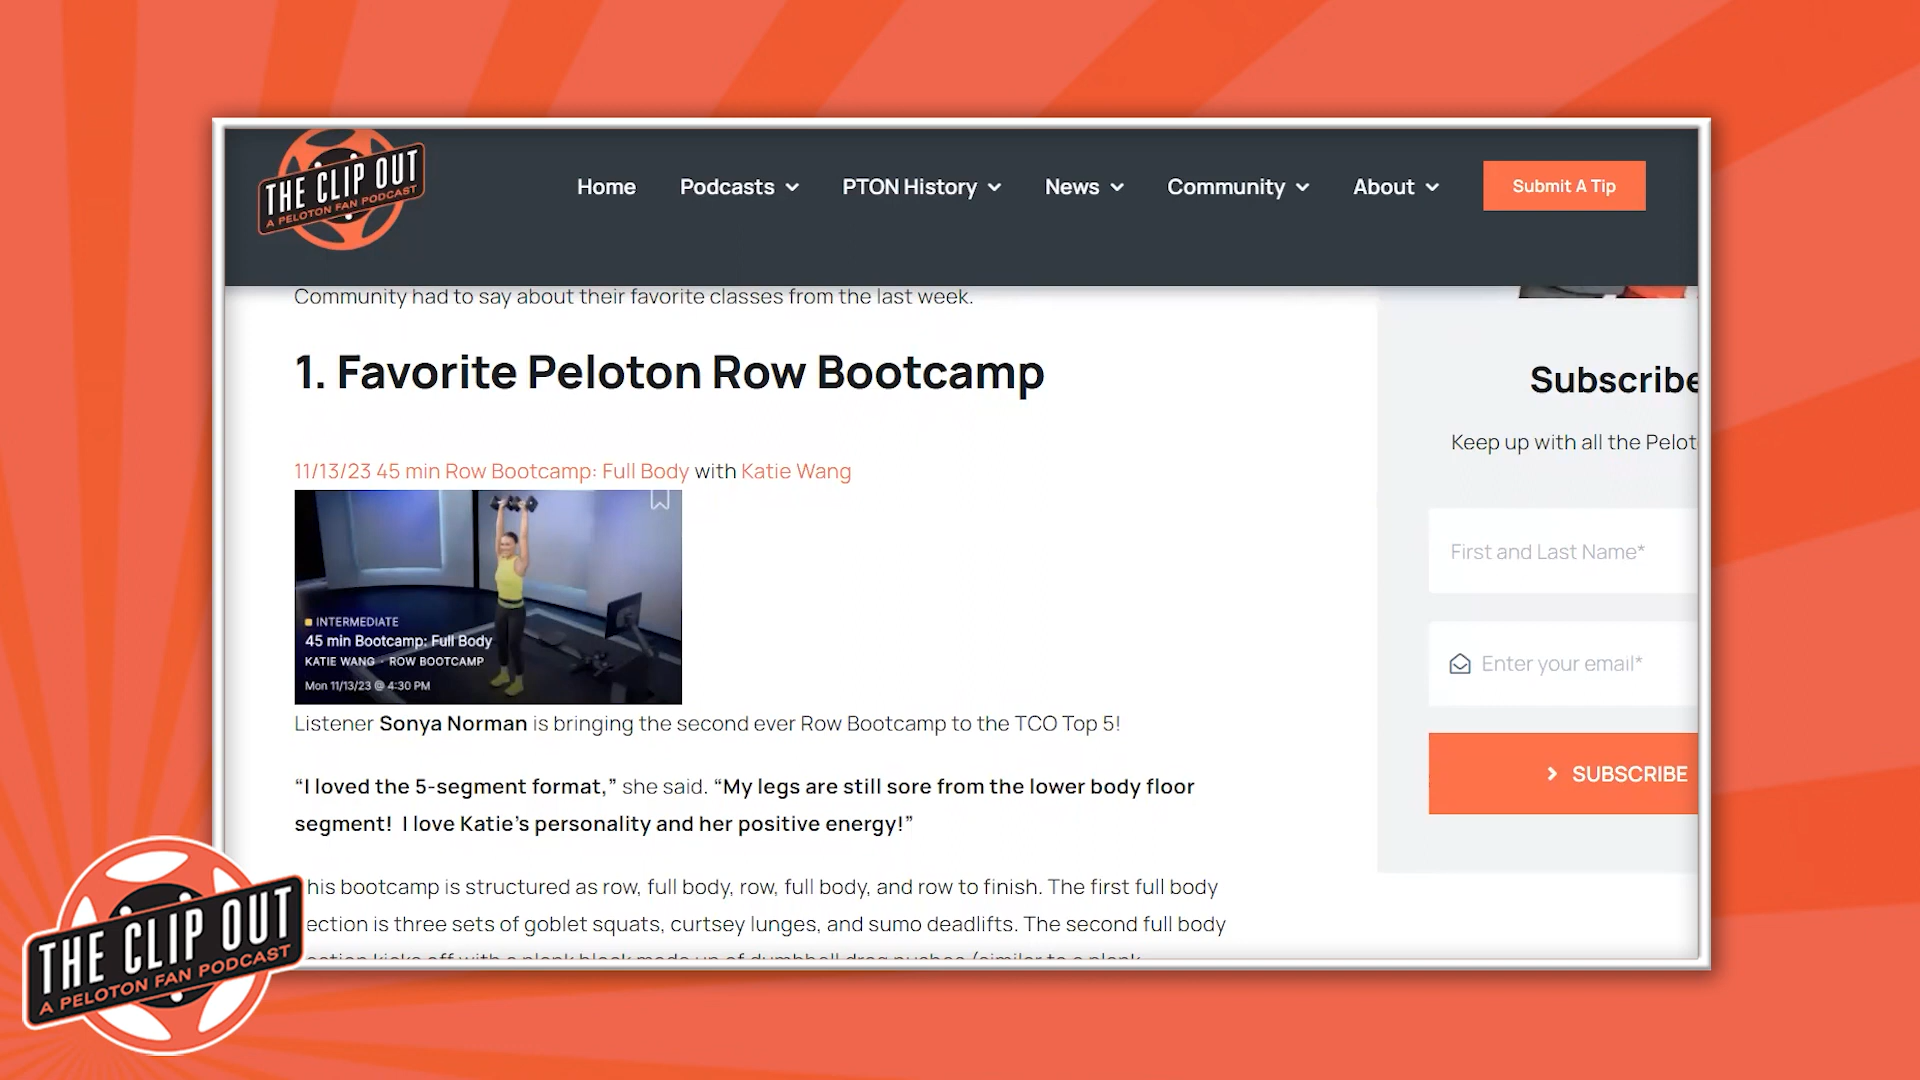 THE CLIP OUT
A PELOTON FAN PODCAST
Home
Podcasts
PTON History
News
Community
About
Submit A Tip
Community had to say about their favorite classes from the last week.
1. Favorite Peloton Row Bootcamp
11/13/23 45 min Row Bootcamp: Full Body with Katie Wang
INTERMEDIATE
45 min Bootcamp: Full Body
KATIE WANG · ROW BOOTCAMP
Mon 11/13/23 @ 4:30 PM
Listener Sonya Norman is bringing the second ever Row Bootcamp to the TCO Top 5!
“I loved the 5-segment format,” she said. “My legs are still sore from the lower body floor
segment!  I love Katie’s personality and her positive energy!”
his bootcamp is structured as row, full body, row, full body, and row to finish. The first full body
ection is three sets of goblet squats, curtsey lunges, and sumo deadlifts. The second full body
Subscribe
Keep up with all the Pelot
First and Last Name*
Enter your email*
SUBSCRIBE
THE CLIP OUT
A PELOTON FAN PODCAST